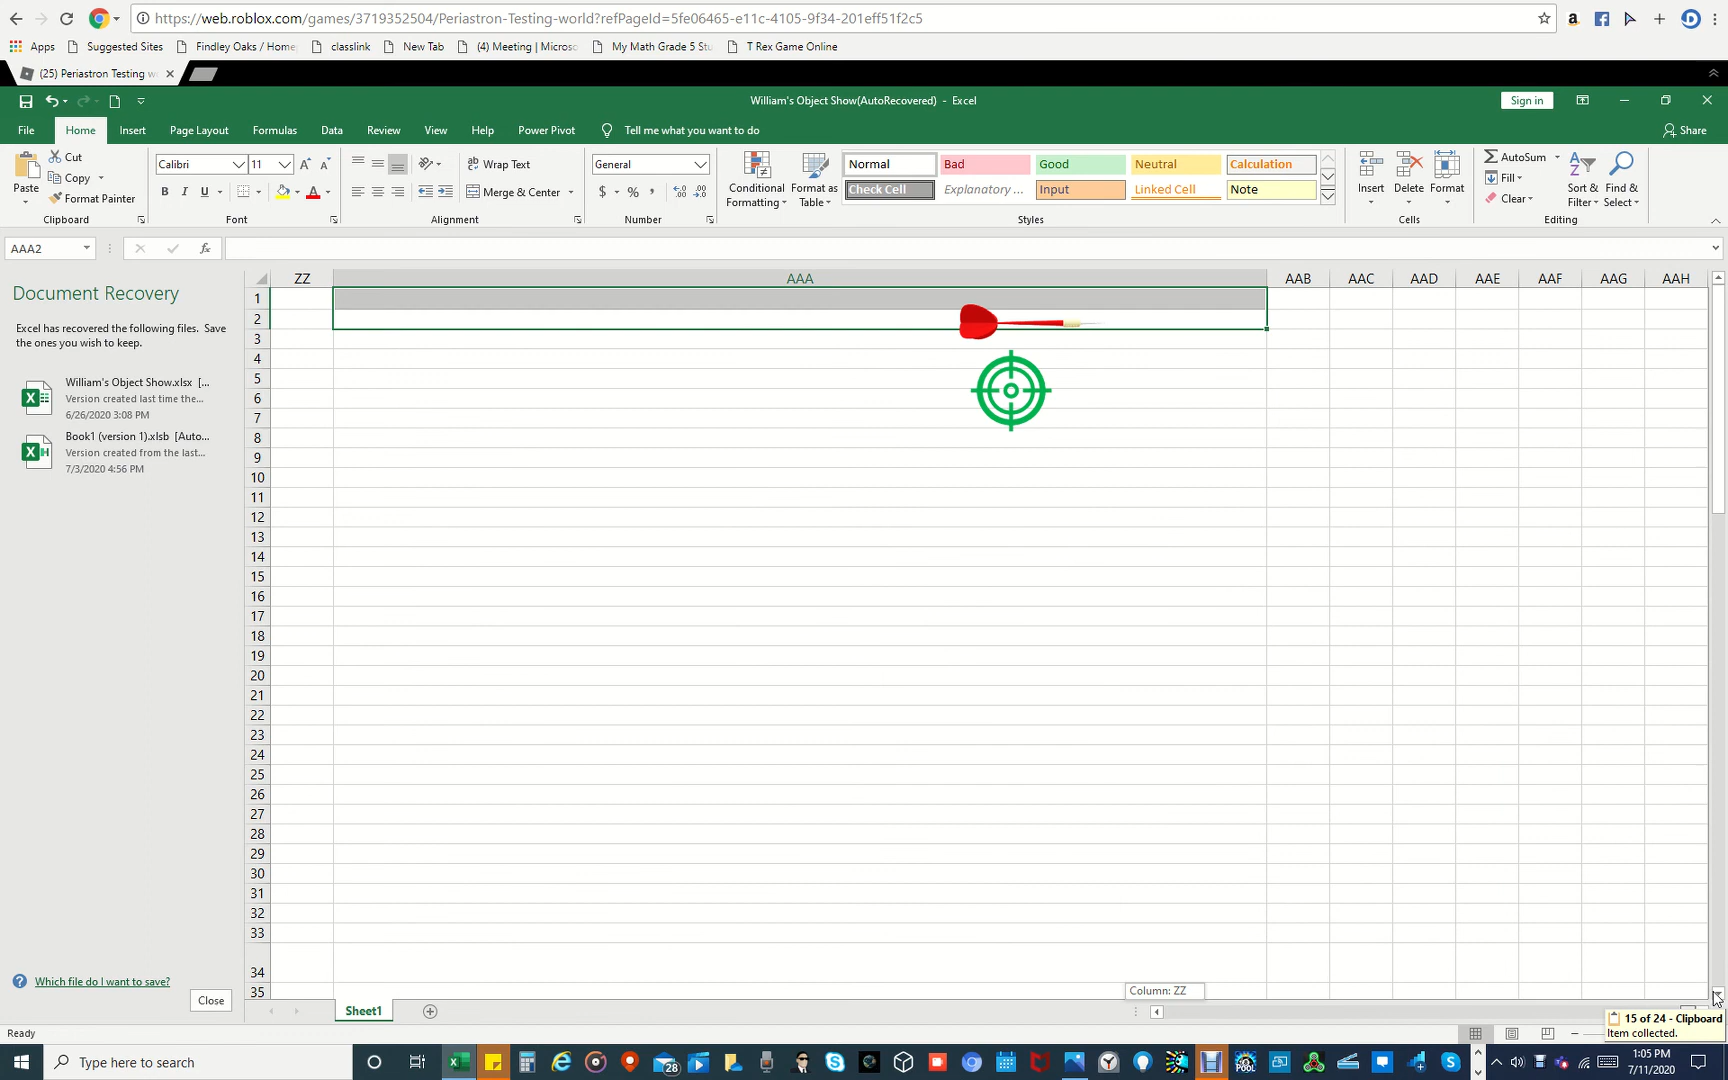 https://web.roblox.com/games/3719352504/Periastron-Testing-world?refPageId=5fe06465-e11c-4105-9f34-201eff51f2c5
Apps Suggested Sites Findley Oaks / Home classlink New Tab (4) Meeting | Micros My Math Grade 5 Stu T Rex Game Online
(25) Periastron Testing w
William's Object Show(AutoRecovered) - Excel Sign in
File Home Insert Page Layout Formulas Data Review View Help Power Pivot Tell me what you want to do Share
Paste Cut Copy Format Painter Clipboard
Calibri 11 B I U A Font
Wrap Text Merge & Center Alignment
General $ % , Number
Conditional Formatting Format as Table
Normal Bad Good Neutral Calculation
Check Cell Explanatory ... Input Linked Cell Note
Styles
Insert Delete Format Cells
AutoSum Fill Clear Sort & Filter Find & Select Editing
AAA2 fx
Document Recovery
Excel has recovered the following files. Save
the ones you wish to keep.
William's Object Show.xlsx [...
Version created last time the...
6/26/2020 3:08 PM
Book1 (version 1).xlsb [Auto...
Version created from the last...
7/3/2020 4:56 PM
Which file do I want to save?
Close
ZZ AAA AAB AAC AAD AAE AAF AAG AAH
1
2
3
4
5
6
7
8
9
10
11
12
13
14
15
16
17
18
19
20
21
22
23
24
25
26
27
28
29
30
31
32
33
34
35
Column: ZZ
Sheet1
15 of 24 - Clipboard
Item collected.
Ready
Type here to search
28
POOL
1:05 PM
7/11/2020